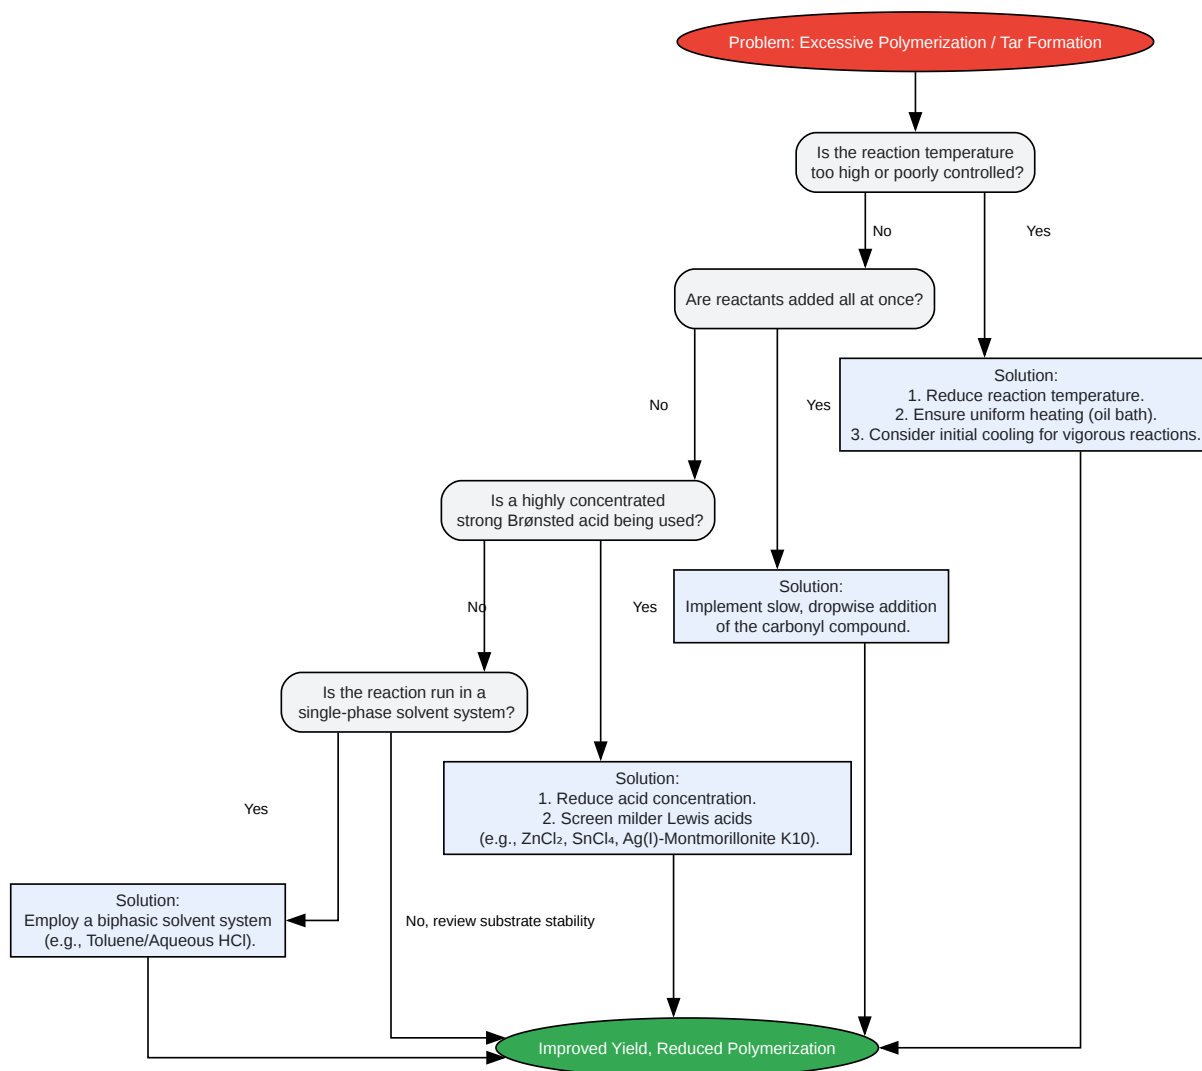 Problem: Excessive Polymerization / Tar Formation
Is the reaction temperature
too high or poorly controlled?
No
Yes
Are reactants added all at once?
Solution:
1. Reduce reaction temperature.
2. Ensure uniform heating (oil bath).
3. Consider initial cooling for vigorous reactions.
No
Yes
Is a highly concentrated
strong Brønsted acid being used?
Solution:
Implement slow, dropwise addition
of the carbonyl compound.
No
Yes
Is the reaction run in a
single-phase solvent system?
Solution:
1. Reduce acid concentration.
2. Screen milder Lewis acids
(e.g., ZnCl₂, SnCl₄, Ag(I)-Montmorillonite K10).
Yes
Solution:
Employ a biphasic solvent system
(e.g., Toluene/Aqueous HCl).
No, review substrate stability
Improved Yield, Reduced Polymerization